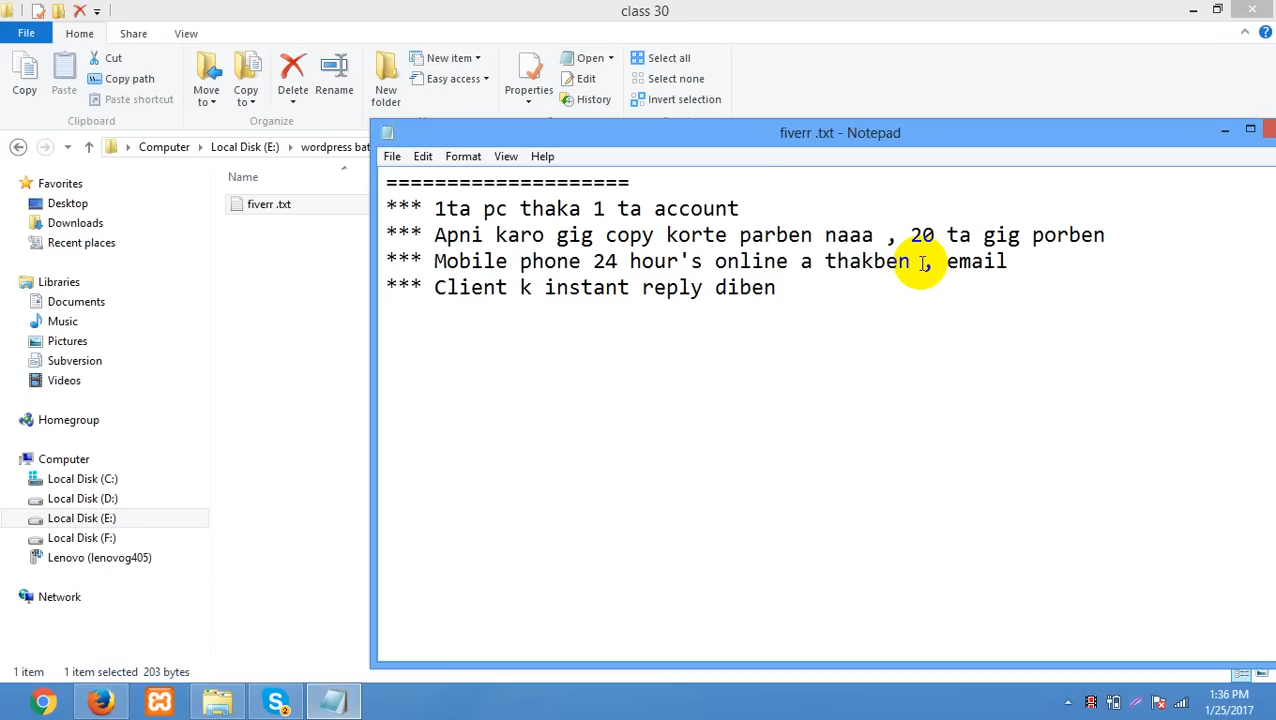 class 30
File
Home
Share
View
Copy
Paste
Cut
Copy path
Paste shortcut
Clipboard
Move
to
Copy
to
Delete
Rename
Organize
New
folder
New item
Easy access
Properties
Open
Edit
History
Select all
Select none
Invert selection
Computer
Local Disk (E:)
wordpress bat
Name
fiverr .txt
Favorites
Desktop
Downloads
Recent places
Libraries
Documents
Music
Pictures
Subversion
Videos
Homegroup
Computer
Local Disk (C:)
Local Disk (D:)
Local Disk (E:)
Local Disk (F:)
Lenovo (lenovog405)
Network
1 item
1 item selected 203 bytes
fiverr .txt - Notepad
File
Edit
Format
View
Help
====================
*** 1ta pc thaka 1 ta account
*** Apni karo gig copy korte parben naaa , 20 ta gig porben
*** Mobile phone 24 hour's online a thakben , email
*** Client k instant reply diben
2
1:36 PM
1/25/2017